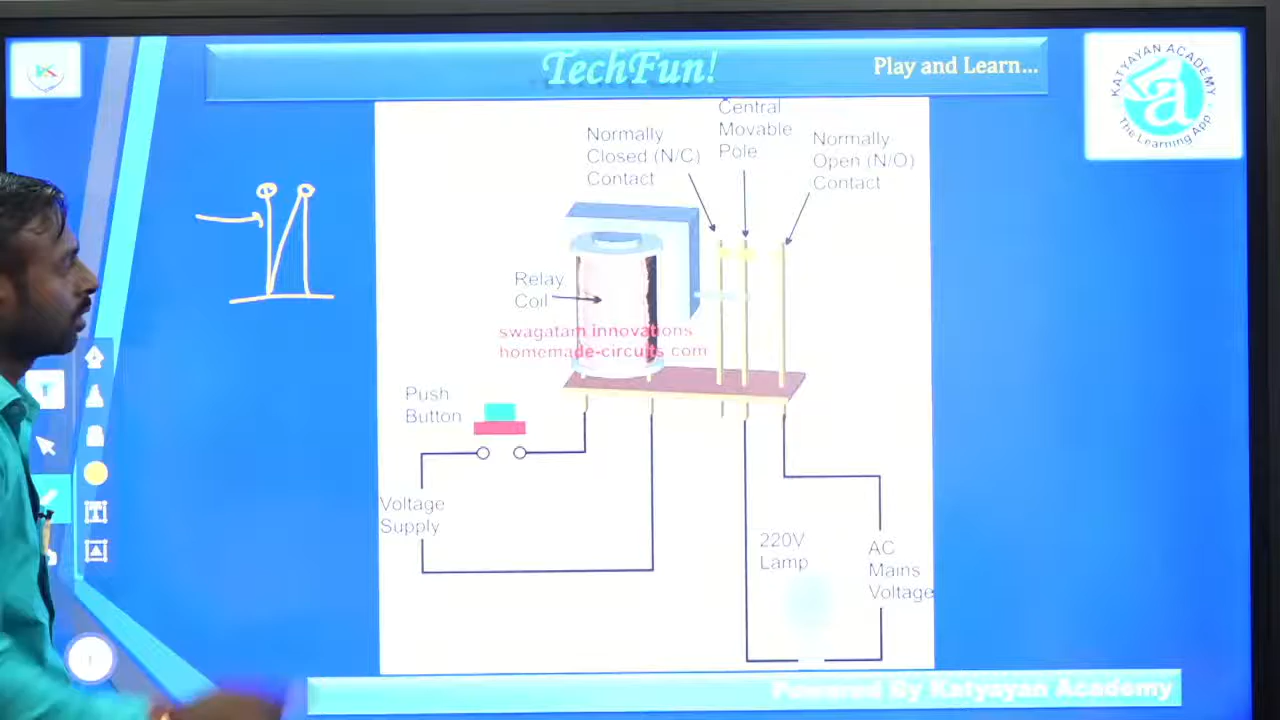 TechFun!
Play and Learn...
KATYAYAN ACADEMY
The Learning App
Normally
Closed (N/C)
Contact
Central
Movable
Pole
Normally
Open (N/O)
Contact
Relay
Coil
swagatam innovations
homemade-circuits com
Push
Button
Voltage
Supply
220V
Lamp
AC
Mains
Voltage
Powered By Katyayan Academy